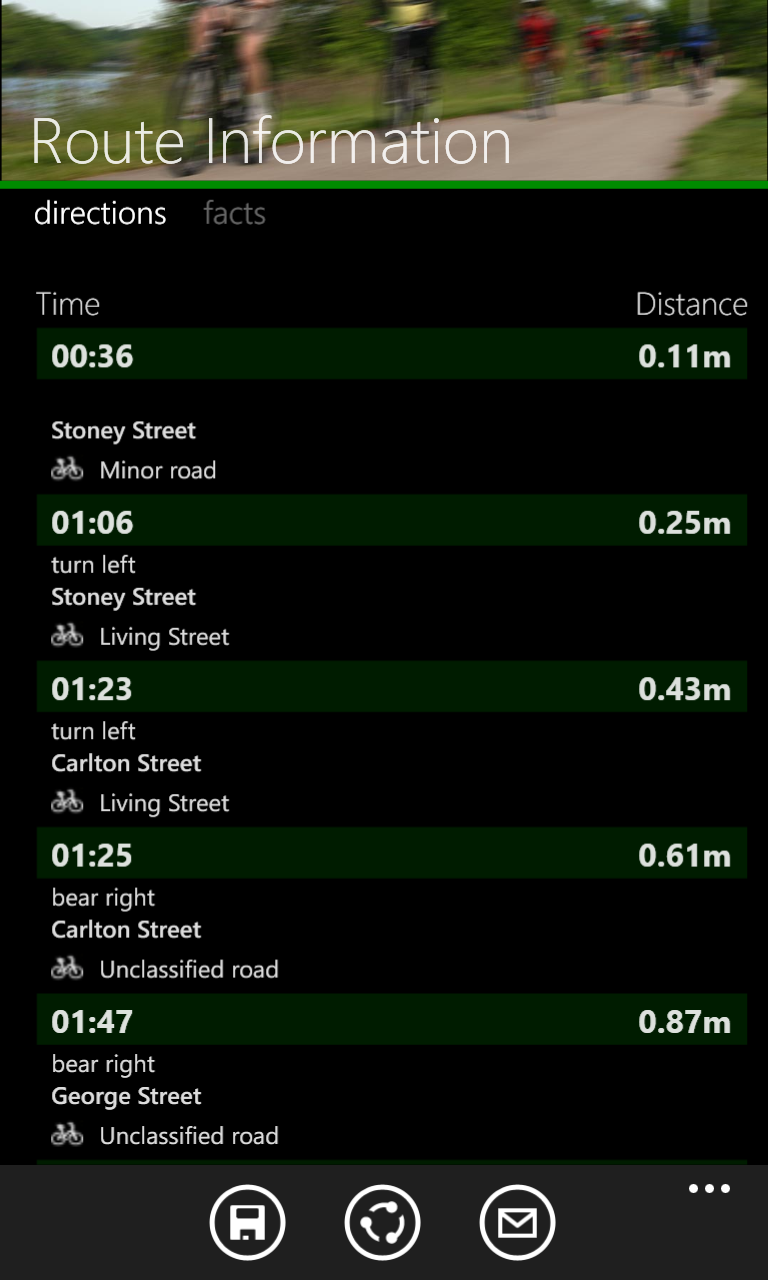 Route Information
directions facts
Time Distance
00:36 0.11m
Stoney Street
Minor road
01:06 0.25m
turn left
Stoney Street
Living Street
01:23 0.43m
turn left
Carlton Street
Living Street
01:25 0.61m
bear right
Carlton Street
Unclassified road
01:47 0.87m
bear right
George Street
Unclassified road